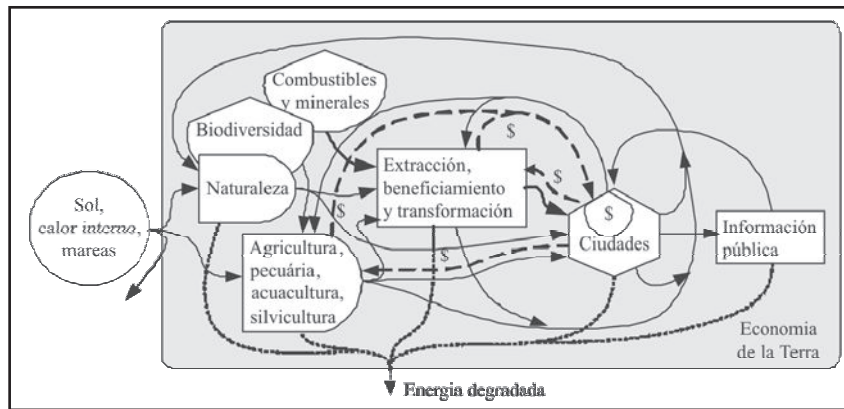 Combustibles
y minerales
Biodiversidad
Naturaleza
Sol,
calor interno,
mareas
Extracción,
beneficiamiento
y transformación
$
$
$
$
$
Ciudades
Información
pública
Agricultura,
pecuária,
acuacultura,
silvicultura
Economia
de la Terra
Energia degradada